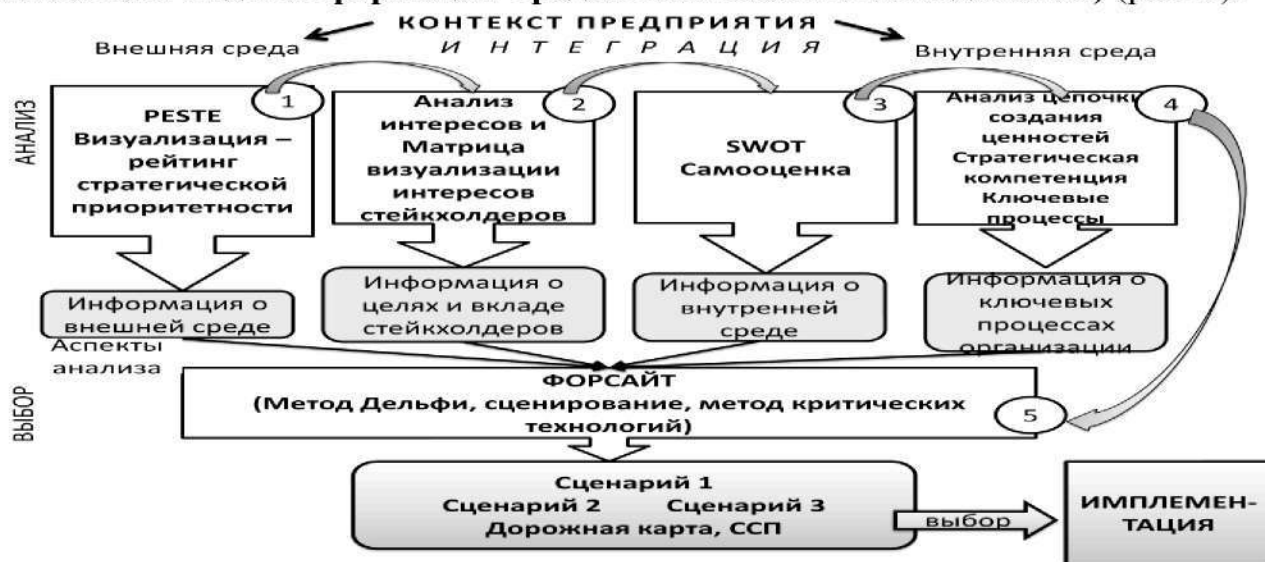 КОНТЕКСТ ПРЕДПРИЯТИЯ
Внешняя среда
ИНТЕГРАЦИЯ
Внутренняя среда
АНАЛИЗ
1
PESTE
Визуализация –
рейтинг
стратегической
приоритетности
2
Анализ
интересов и
Матрица
визуализации
интересов
стейкхолдеров
3
SWOT
Самооценка
4
Анализ цепочки
создания
ценностей
Стратегическая
компетенция
Ключевые
процессы
Информация о
внешней среде
Информация о
целях и вкладе
стейкхолдеров
Информация о
внутренней
среде
Информация о
ключевых
процессах
организации
Аспекты
анализа
ВЫБОР
ФОРСАЙТ
(Метод Дельфи, сценирование, метод критических
технологий)
5
Сценарий 1
Сценарий 2 Сценарий 3
Дорожная карта, ССП
выбор
ИМПЛЕМЕН-
ТАЦИЯ